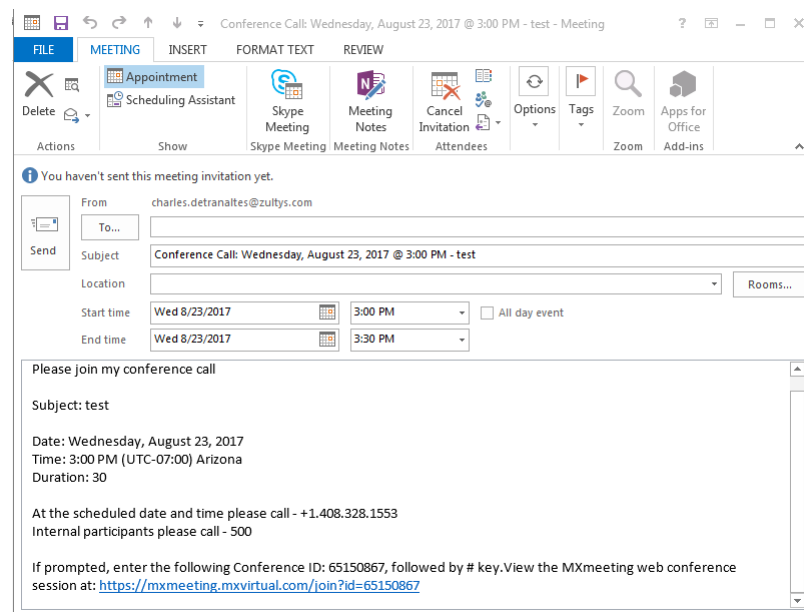 Conference Call: Wednesday, August 23, 2017 @ 3:00 PM - test - Meeting
FILE MEETING INSERT FORMAT TEXT REVIEW
Delete
Appointment
Scheduling Assistant
Skype
Meeting
Meeting
Notes
Cancel
Invitation
Options
Tags
Zoom
Apps for
Office
Actions Show Skype Meeting Meeting Notes Attendees Zoom Add-ins
You haven't sent this meeting invitation yet.
Send
From charles.detranaltes@zultys.com
To...
Subject Conference Call: Wednesday, August 23, 2017 @ 3:00 PM - test
Location Rooms...
Start time Wed 8/23/2017 3:00 PM All day event
End time Wed 8/23/2017 3:30 PM
Please join my conference call
Subject: test
Date: Wednesday, August 23, 2017
Time: 3:00 PM (UTC-07:00) Arizona
Duration: 30
At the scheduled date and time please call - +1.408.328.1553
Internal participants please call - 500
If prompted, enter the following Conference ID: 65150867, followed by # key.View the MXmeeting web conference
session at: https://mxmeeting.mxvirtual.com/join?id=65150867